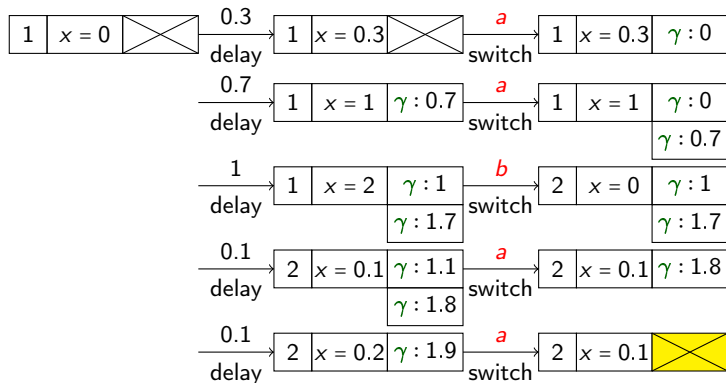 0.3 a
1 x = 0 delay 1 x = 0.3 switch 1 x = 0.3 γ : 0
0.7 a
delay 1 x = 1 γ : 0.7 switch 1 x = 1 γ : 0
γ : 0.7
1 b
delay 1 x = 2 γ : 1 switch 2 x = 0 γ : 1
γ : 1.7 γ : 1.7
0.1 a
delay 2 x = 0.1 γ : 1.1 switch 2 x = 0.1 γ : 1.8
γ : 1.8
0.1 a
delay 2 x = 0.2 γ : 1.9 switch 2 x = 0.1